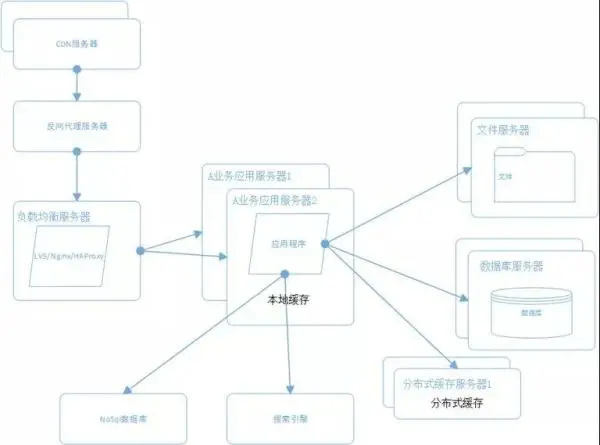 CDN服务器
反向代理服务器
负载均衡服务器
LVS/Nginx/HAProxy
A业务应用服务器1
A业务应用服务器2
应用程序
本地缓存
文件服务器
文件
数据库服务器
数据库
分布式缓存服务器1
分布式缓存
NoSql数据库
搜索引擎